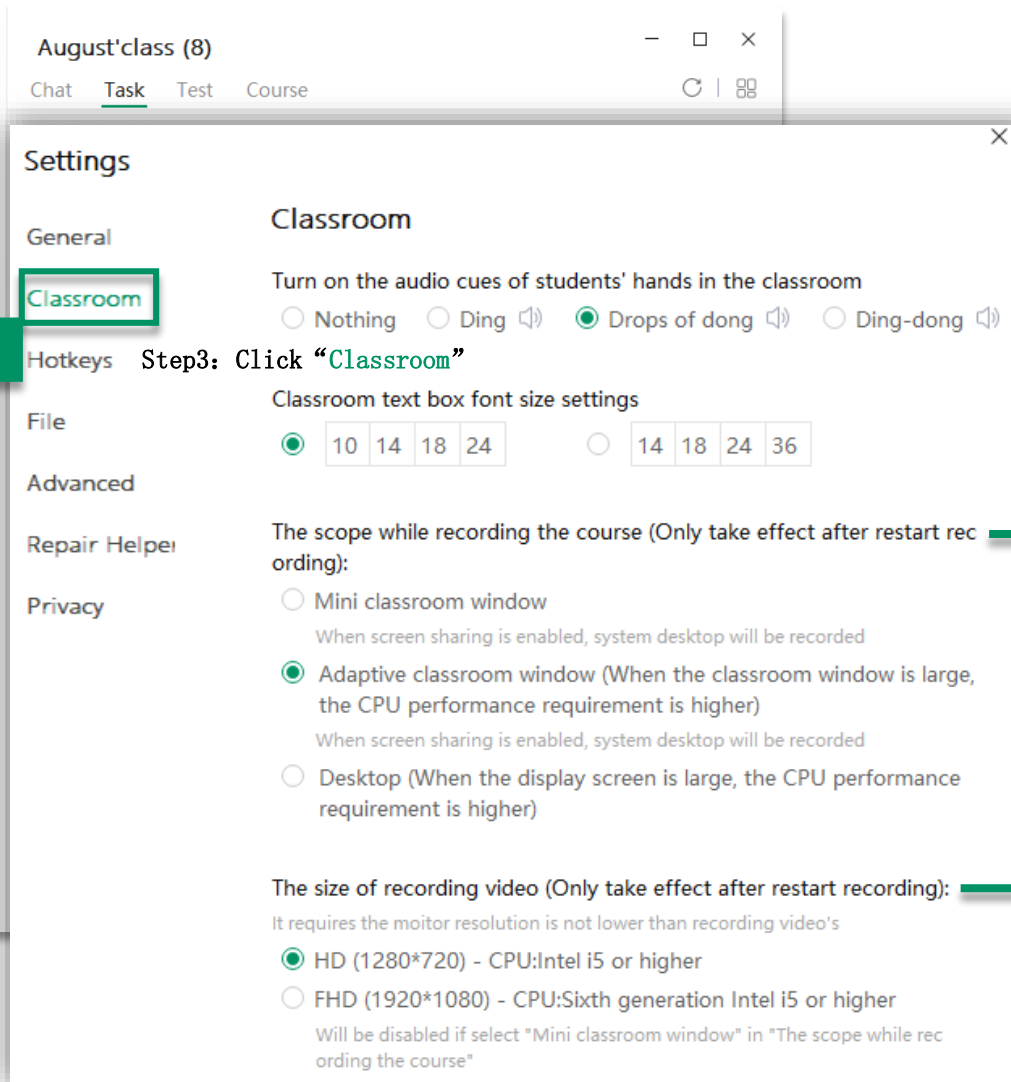 August'class (8)
Chat Task Test Course
Settings
General
Classroom
Hotkeys
File
Advanced
Repair Helper
Privacy
Classroom
Turn on the audio cues of students' hands in the classroom
Nothing Ding Drops of dong Ding-dong
Step3: Click “Classroom”
Classroom text box font size settings
10 14 18 24 14 18 24 36
The scope while recording the course (Only take effect after restart rec
ording):
Mini classroom window
When screen sharing is enabled, system desktop will be recorded
Adaptive classroom window (When the classroom window is large,
the CPU performance requirement is higher)
When screen sharing is enabled, system desktop will be recorded
Desktop (When the display screen is large, the CPU performance
requirement is higher)
The size of recording video (Only take effect after restart recording):
It requires the moitor resolution is not lower than recording video's
HD (1280*720) - CPU:Intel i5 or higher
FHD (1920*1080) - CPU:Sixth generation Intel i5 or higher
Will be disabled if select "Mini classroom window" in "The scope while rec
ording the course"